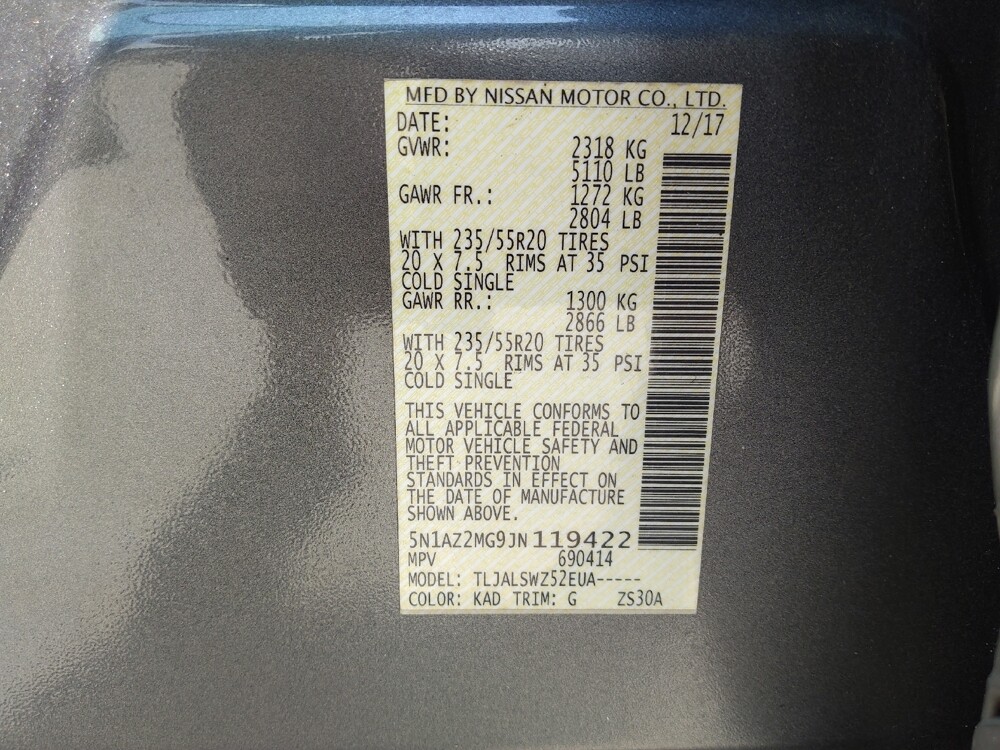 MFD BY NISSAN MOTOR CO., LTD.
DATE: 12/17
GVWR: 2318 KG
5110 LB
GAWR FR.: 1272 KG
2804 LB
WITH 235/55R20 TIRES
20 X 7.5 RIMS AT 35 PSI
COLD SINGLE
GAWR RR.: 1300 KG
2866 LB
WITH 235/55R20 TIRES
20 X 7.5 RIMS AT 35 PSI
COLD SINGLE
THIS VEHICLE CONFORMS TO
ALL APPLICABLE FEDERAL
MOTOR VEHICLE SAFETY AND
THEFT PREVENTION
STANDARDS IN EFFECT ON
THE DATE OF MANUFACTURE
SHOWN ABOVE.
5N1AZ2MG9JN119422
MPV 690414
MODEL: TLJALSWZ52EUA-----
COLOR: KAD TRIM: G ZS30A